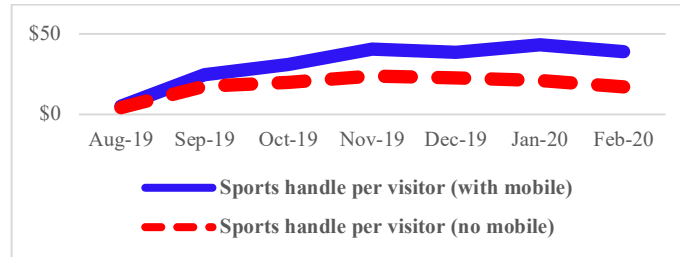 $50
$0
Aug-19 Sep-19 Oct-19 Nov-19 Dec-19 Jan-20 Feb-20
Sports handle per visitor (with mobile)
Sports handle per visitor (no mobile)